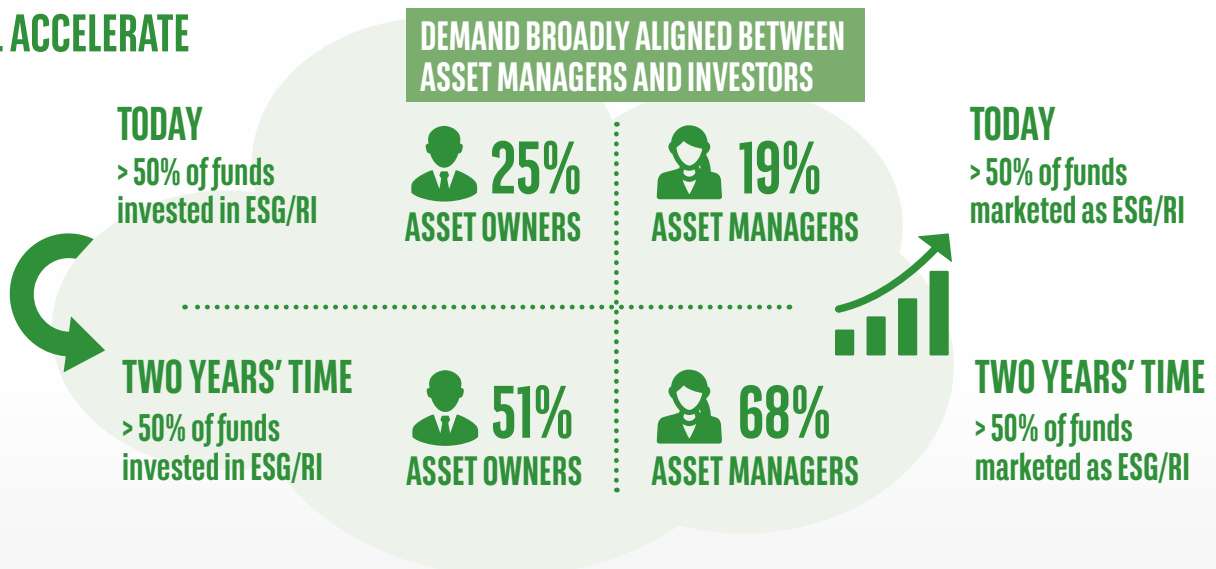 ACCELERATE
DEMAND BROADLY ALIGNED BETWEEN
ASSET MANAGERS AND INVESTORS
TODAY
> 50% of funds
invested in ESG/RI
25%
ASSET OWNERS
19%
ASSET MANAGERS
TODAY
> 50% of funds
marketed as ESG/RI
TWO YEARS’ TIME
> 50% of funds
invested in ESG/RI
51%
ASSET OWNERS
68%
ASSET MANAGERS
TWO YEARS’ TIME
> 50% of funds
marketed as ESG/RI